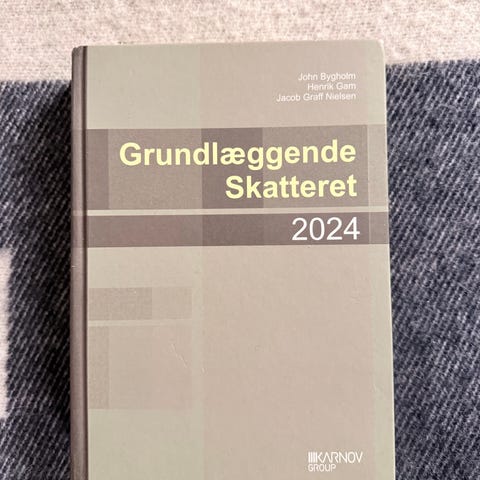 John Bygholm
Henrik Gam
Jacob Graff Nielsen
Grundlæggende
Skatteret
2024
KARNOV
GROUP